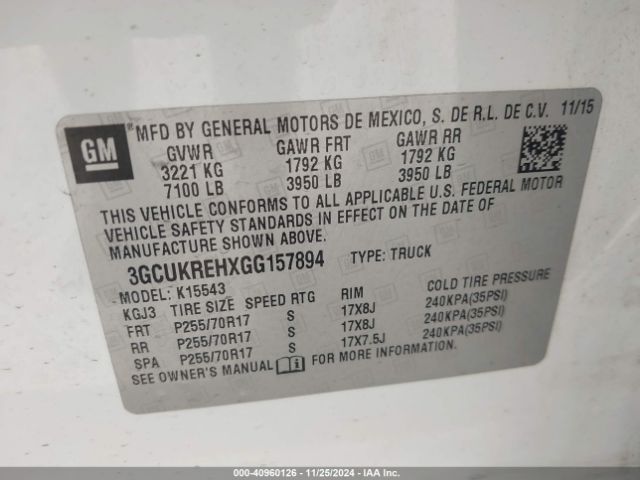 GM
MFD BY GENERAL MOTORS DE MEXICO, S. DE R.L. DE C.V. 11/15
GVWR GAWR FRT GAWR RR
3221 KG 1792 KG 1792 KG
7100 LB 3950 LB 3950 LB
THIS VEHICLE CONFORMS TO ALL APPLICABLE U.S. FEDERAL MOTOR
VEHICLE SAFETY STANDARDS IN EFFECT ON THE DATE OF
MANUFACTURE SHOWN ABOVE.
3GCUKREHXGG157894 TYPE: TRUCK
MODEL: K15543
KGJ3 TIRE SIZE SPEED RTG RIM COLD TIRE PRESSURE
FRT P255/70R17 S 17X8J 240KPA(35PSI)
RR P255/70R17 S 17X8J 240KPA(35PSI)
SPA P255/70R17 S 17X7.5J 240KPA(35PSI)
SEE OWNER'S MANUAL FOR MORE INFORMATION.
000-40960126 - 11/25/2024 - IAA Inc.